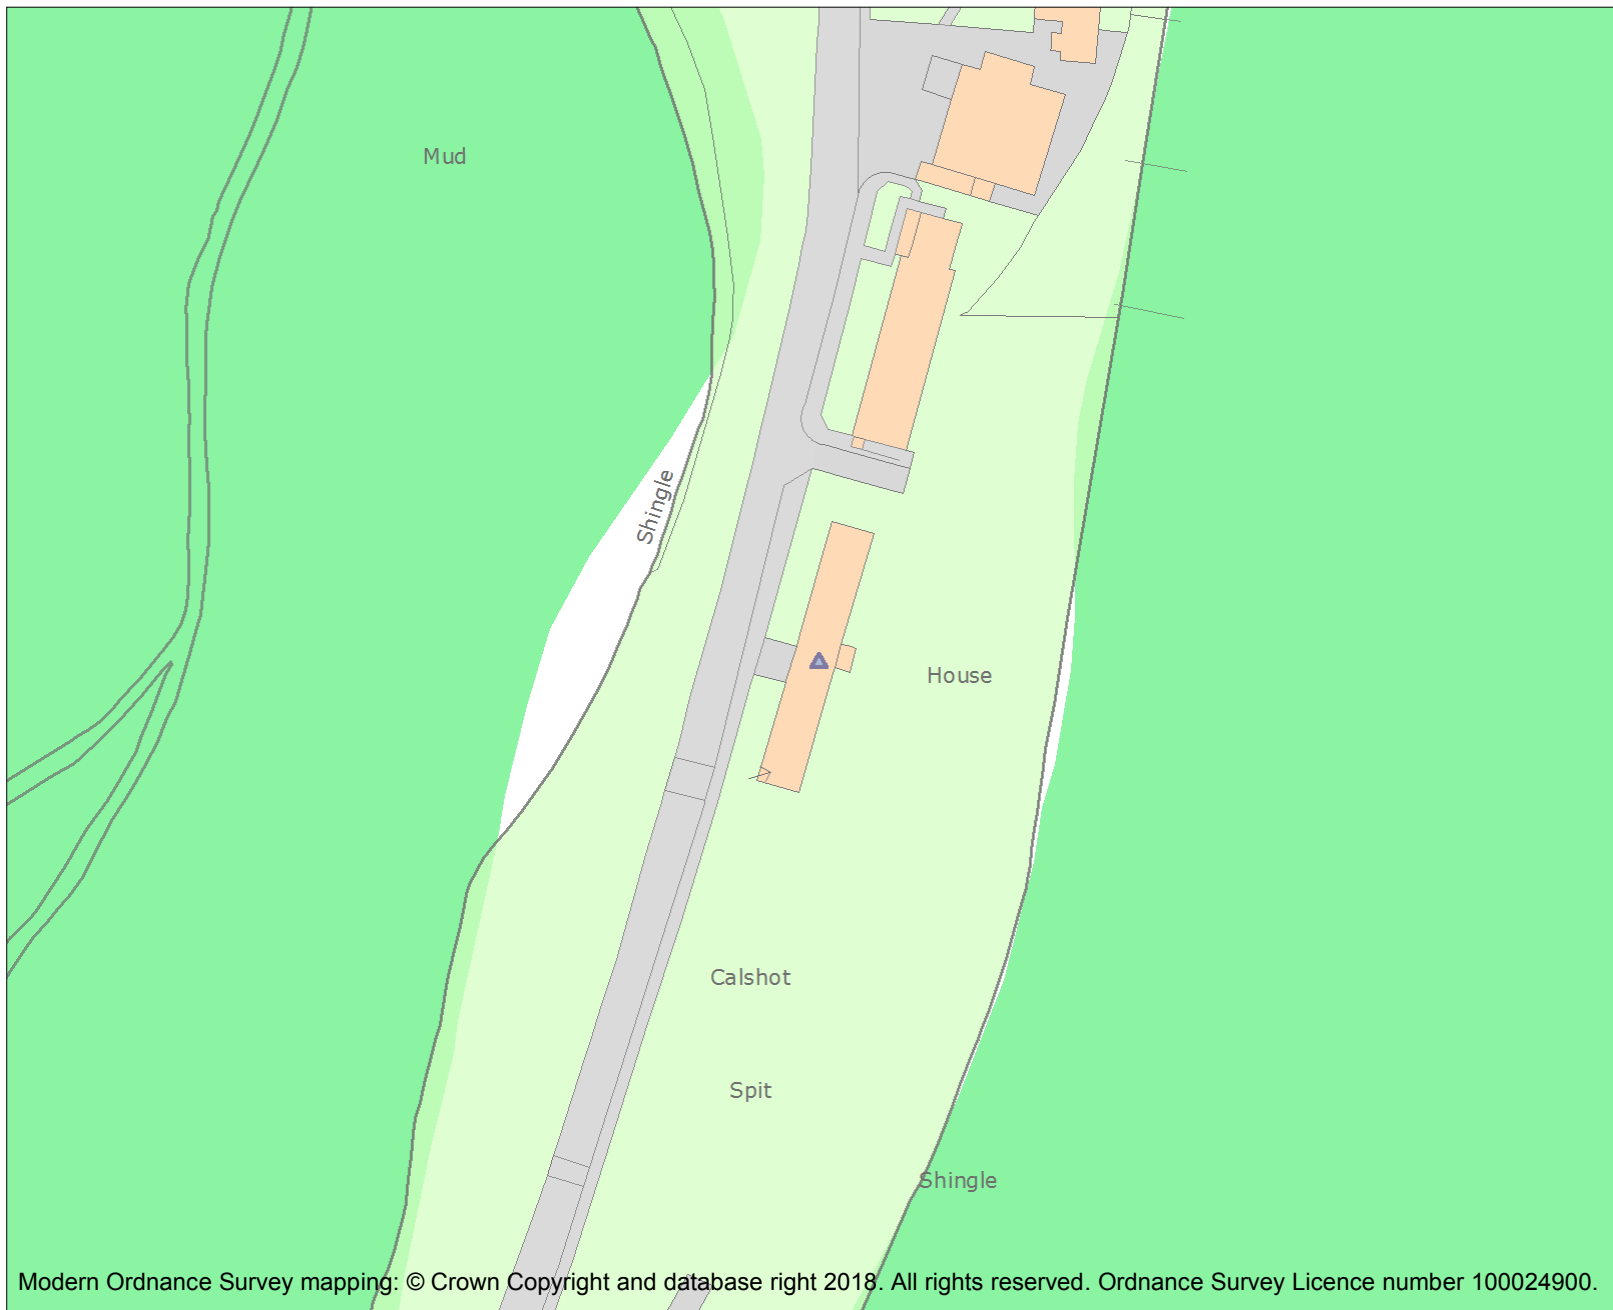 Mud
Shingle
House
Calshot
Spit
Shingle
Modern Ordnance Survey mapping: © Crown Copyright and database right 2018. All rights reserved. Ordnance Survey Licence number 100024900.